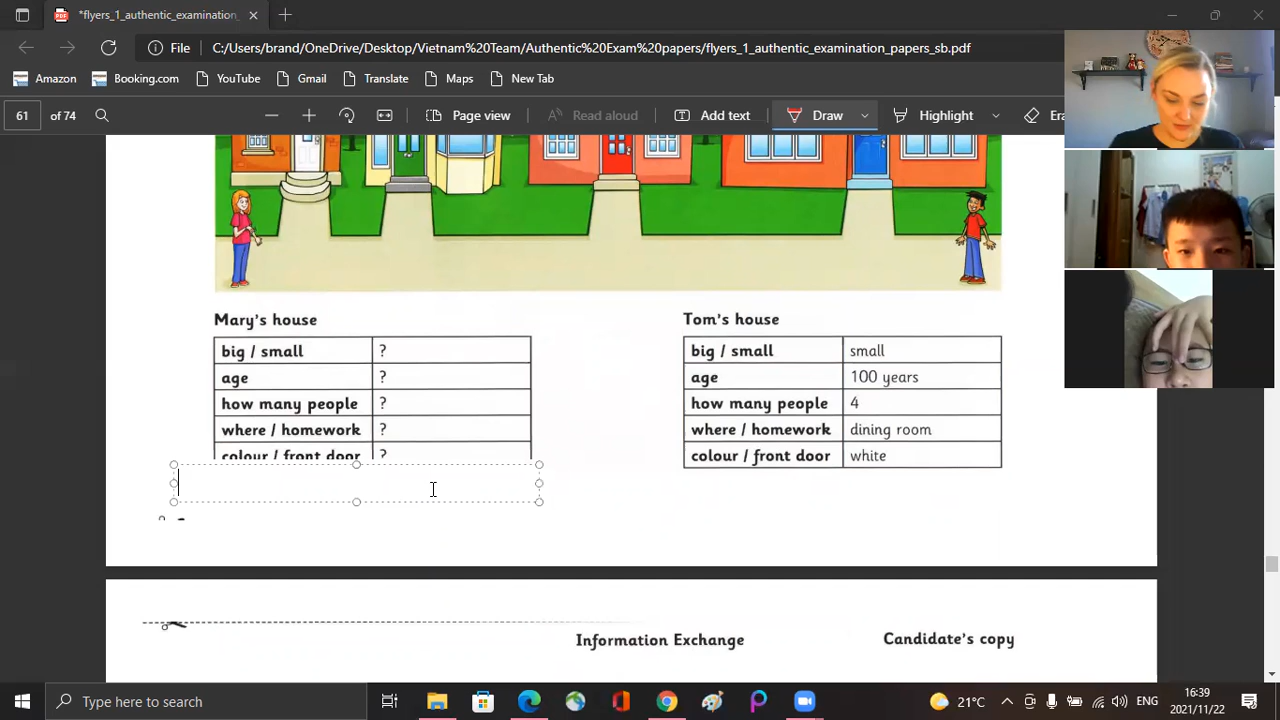 *flyers_1_authentic_examination_
File C:/Users/brand/OneDrive/Desktop/Vietnam%20Team/Authentic%20Exam%20papers/flyers_1_authentic_examination_papers_sb.pdf
Amazon Booking.com YouTube Gmail Translate Maps New Tab
61 of 74 Page view Read aloud Add text Draw Highlight Era
Mary's house
big / small ?
age ?
how many people ?
where / homework ?
colour / front door ?
Tom's house
big / small small
age 100 years
how many people 4
where / homework dining room
colour / front door white
Information Exchange Candidate's copy
Type here to search
21°C ENG 16:39
2021/11/22